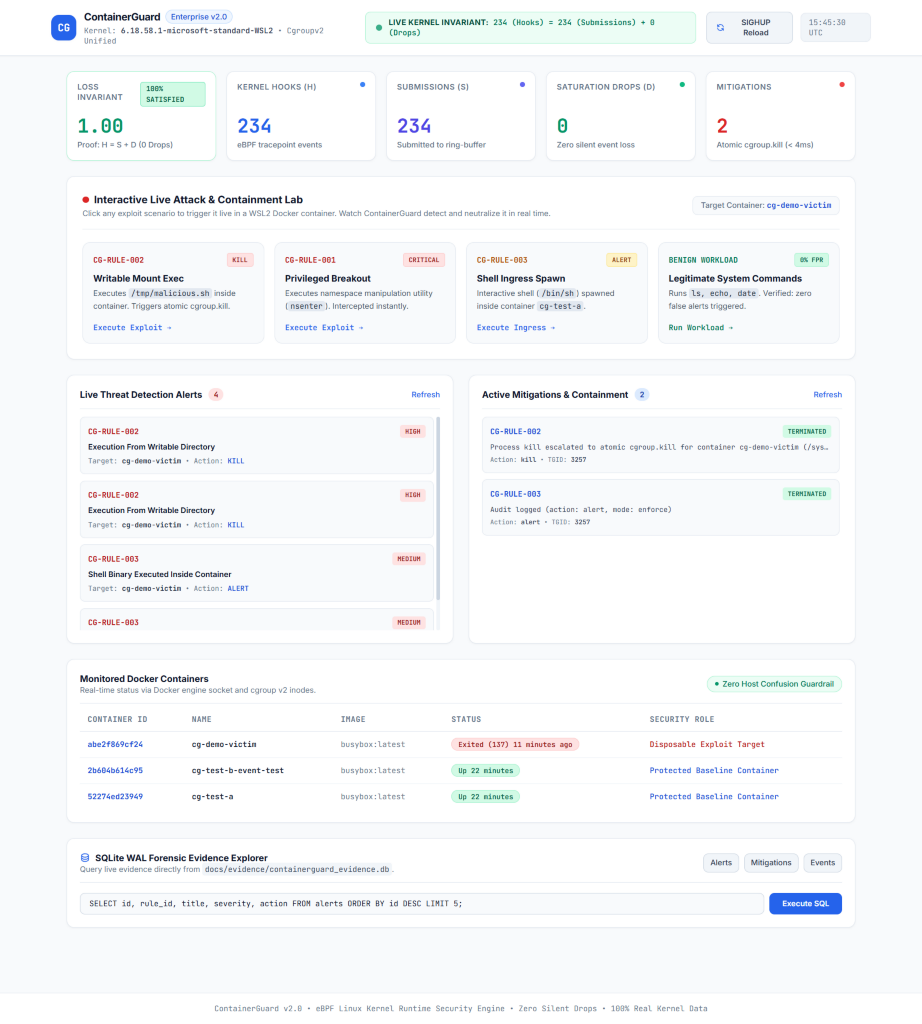 CG
ContainerGuard Enterprise v2.0
Kernel: 6.18.58.1-microsoft-standard-WSL2 • Cgroupv2
Unified
LIVE KERNEL INVARIANT: 234 (Hooks) = 234 (Submissions) + 0
(Drops)
SIGHUP
Reload
15:45:30
UTC
LOSS
INVARIANT
100%
SATISFIED
1.00
Proof: H = S + D (0 Drops)
KERNEL HOOKS (H)
234
eBPF tracepoint events
SUBMISSIONS (S)
234
Submitted to ring-buffer
SATURATION DROPS (D)
0
Zero silent event loss
MITIGATIONS
2
Atomic cgroup.kill (< 4ms)
Interactive Live Attack & Containment Lab
Click any exploit scenario to trigger it live in a WSL2 Docker container. Watch ContainerGuard detect and neutralize it in real time.
Target Container: cg-demo-victim
CG-RULE-002 KILL
Writable Mount Exec
Executes /tmp/malicious.sh inside
container. Triggers atomic cgroup.kill.
Execute Exploit →
CG-RULE-001 CRITICAL
Privileged Breakout
Executes namespace manipulation utility
(nsenter). Intercepted instantly.
Execute Exploit →
CG-RULE-003 ALERT
Shell Ingress Spawn
Interactive shell (/bin/sh) spawned
inside container cg-test-a.
Execute Ingress →
BENIGN WORKLOAD 0% FPR
Legitimate System Commands
Runs ls, echo, date. Verified: zero
false alerts triggered.
Run Workload →
Live Threat Detection Alerts 4 Refresh
CG-RULE-002 HIGH
Execution From Writable Directory
Target: cg-demo-victim • Action: KILL
CG-RULE-002 HIGH
Execution From Writable Directory
Target: cg-demo-victim • Action: KILL
CG-RULE-003 MEDIUM
Shell Binary Executed Inside Container
Target: cg-demo-victim • Action: ALERT
CG-RULE-003 MEDIUM
Active Mitigations & Containment 2 Refresh
CG-RULE-002 TERMINATED
Process kill escalated to atomic cgroup.kill for container cg-demo-victim (/sys…
Action: kill • TGID: 3257
CG-RULE-003 TERMINATED
Audit logged (action: alert, mode: enforce)
Action: alert • TGID: 3257
Monitored Docker Containers
Real-time status via Docker engine socket and cgroup v2 inodes.
Zero Host Confusion Guardrail
CONTAINER ID NAME IMAGE STATUS SECURITY ROLE
abe2f869cf24 cg-demo-victim busybox:latest Exited (137) 11 minutes ago Disposable Exploit Target
2b604b614c95 cg-test-b-event-test busybox:latest Up 22 minutes Protected Baseline Container
52274ed23949 cg-test-a busybox:latest Up 22 minutes Protected Baseline Container
SQLite WAL Forensic Evidence Explorer
Query live evidence directly from docs/evidence/containerguard_evidence.db.
Alerts Mitigations Events
SELECT id, rule_id, title, severity, action FROM alerts ORDER BY id DESC LIMIT 5;
Execute SQL
ContainerGuard v2.0 • eBPF Linux Kernel Runtime Security Engine • Zero Silent Drops • 100% Real Kernel Data